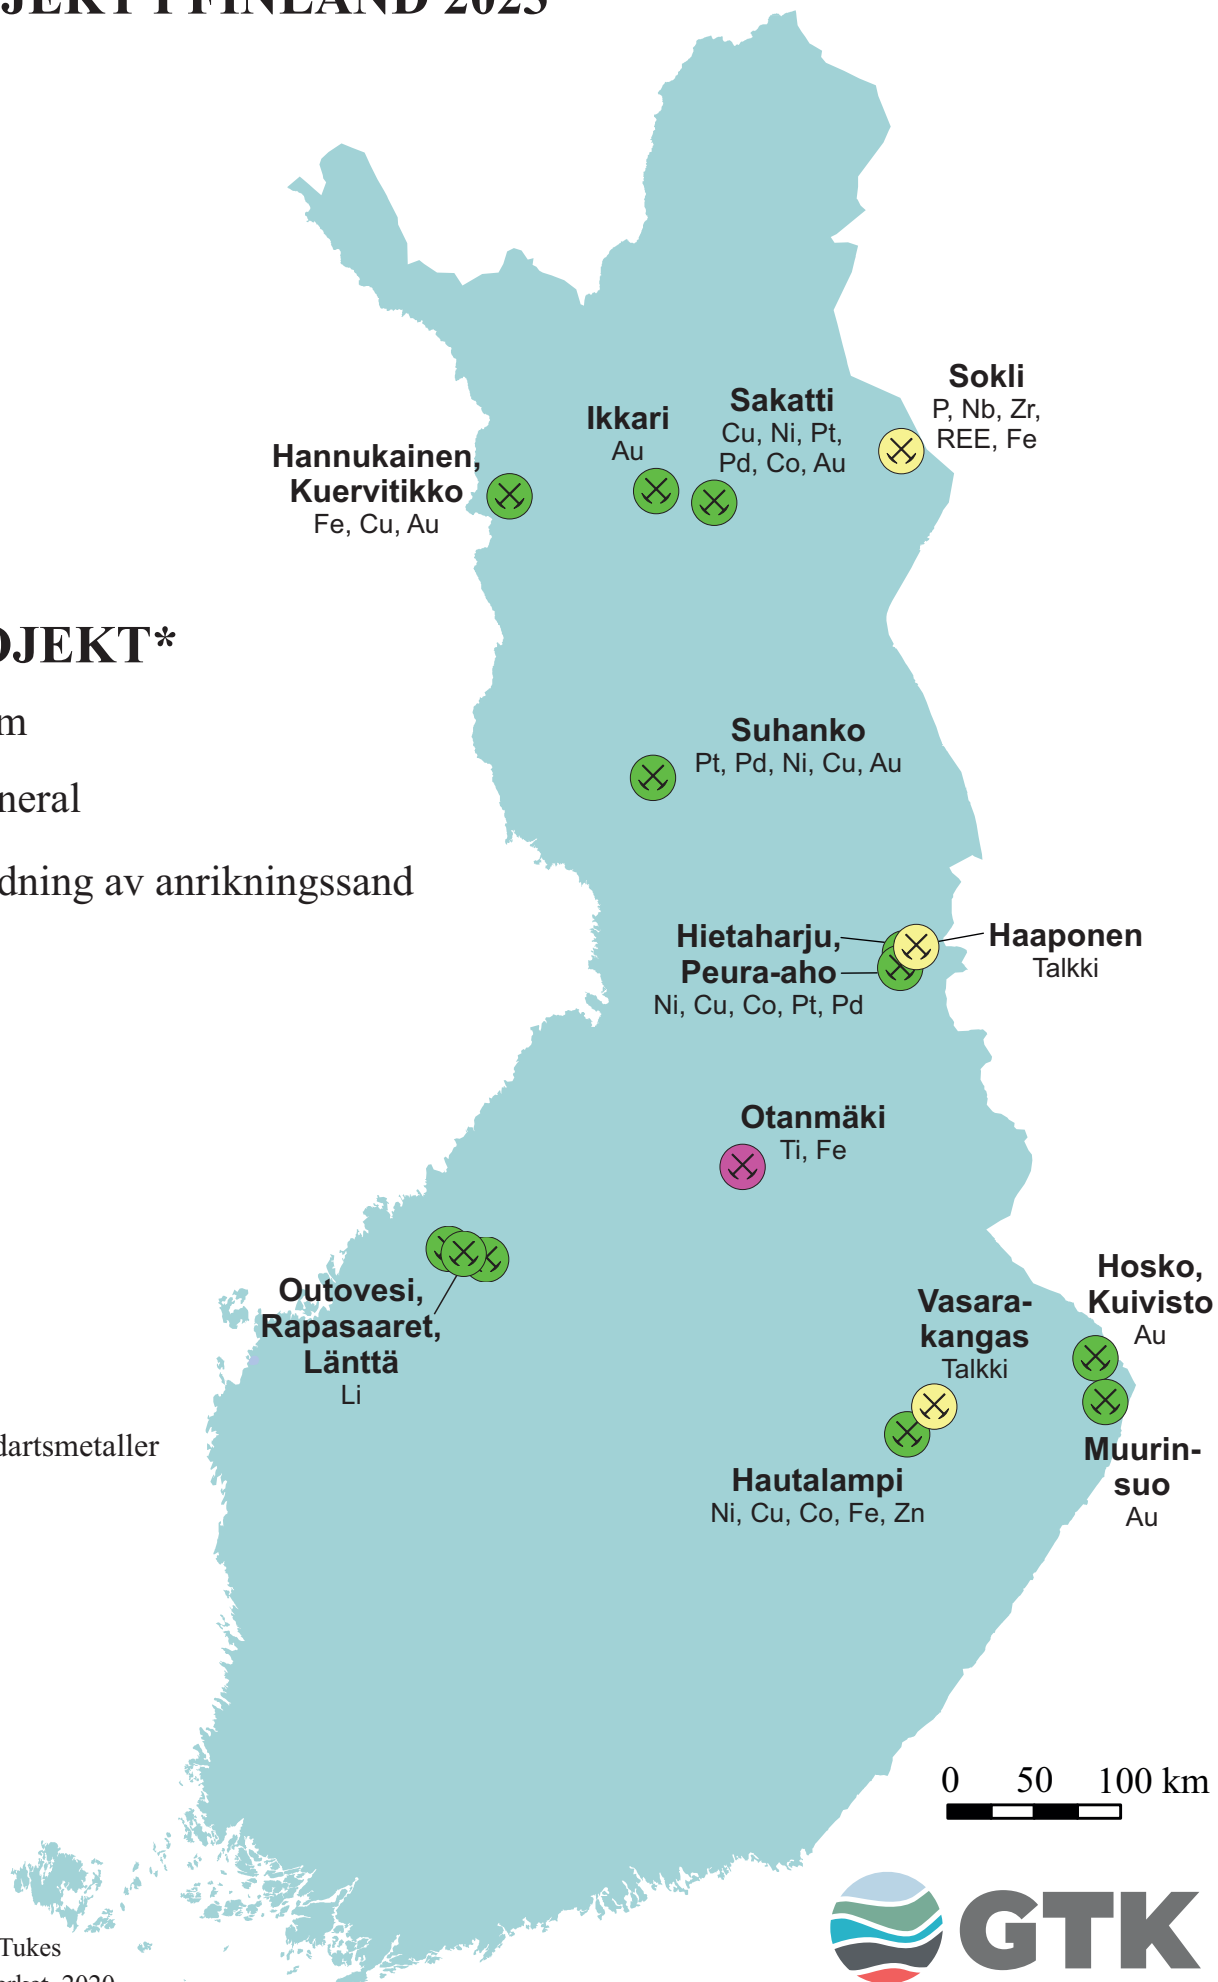 JEKT I FINLAND 2023
Sokli
P, Nb, Zr,
REE, Fe
Sakatti
Cu, Ni, Pt,
Pd, Co, Au
Ikkari
Au
Hannukainen,
Kuervitikko
Fe, Cu, Au
OJEKT*
m
neral
dning av anrikningssand
Suhanko
Pt, Pd, Ni, Cu, Au
Hietaharju,
Peura-aho
Ni, Cu, Co, Pt, Pd
Haaponen
Talkki
Otanmäki
Ti, Fe
Outovesi,
Rapasaaret,
Länttä
Li
Hosko,
Kuivisto
Au
Vasara-
kangas
Talkki
Muurin-
suo
Au
Hautalampi
Ni, Cu, Co, Fe, Zn
dartsmetaller
0 50 100 km
GTK
Tukes